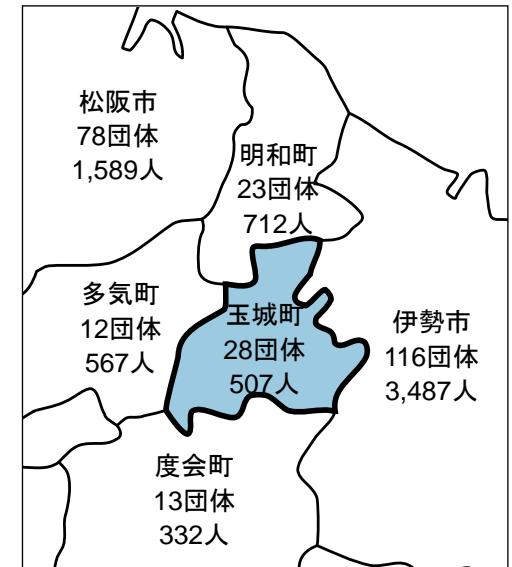 松阪市
78団体
1,589人
明和町
23団体
712人
多気町
12団体
567人
玉城町
28団体
507人
伊勢市
116団体
3,487人
度会町
13団体
332人